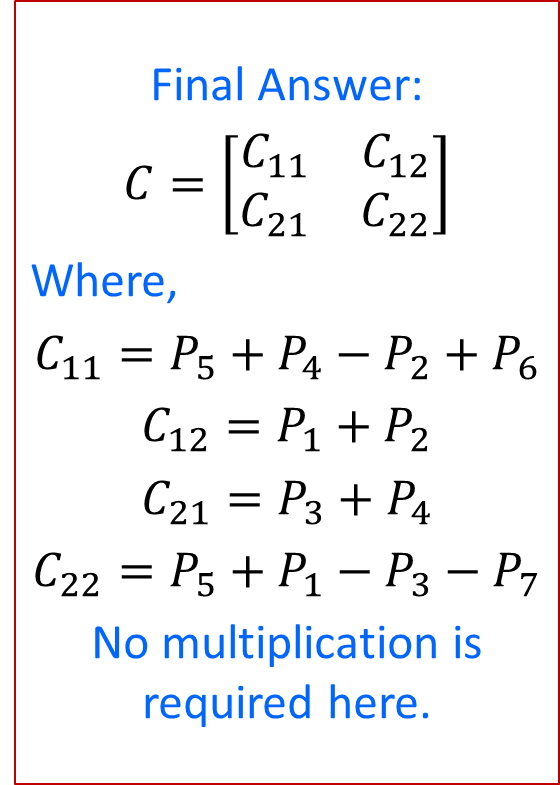 Final Answer:
C = [C₁₁ C₁₂
C₂₁ C₂₂]
Where,
C₁₁ = P₅ + P₄ − P₂ + P₆
C₁₂ = P₁ + P₂
C₂₁ = P₃ + P₄
C₂₂ = P₅ + P₁ − P₃ − P₇
No multiplication is
required here.